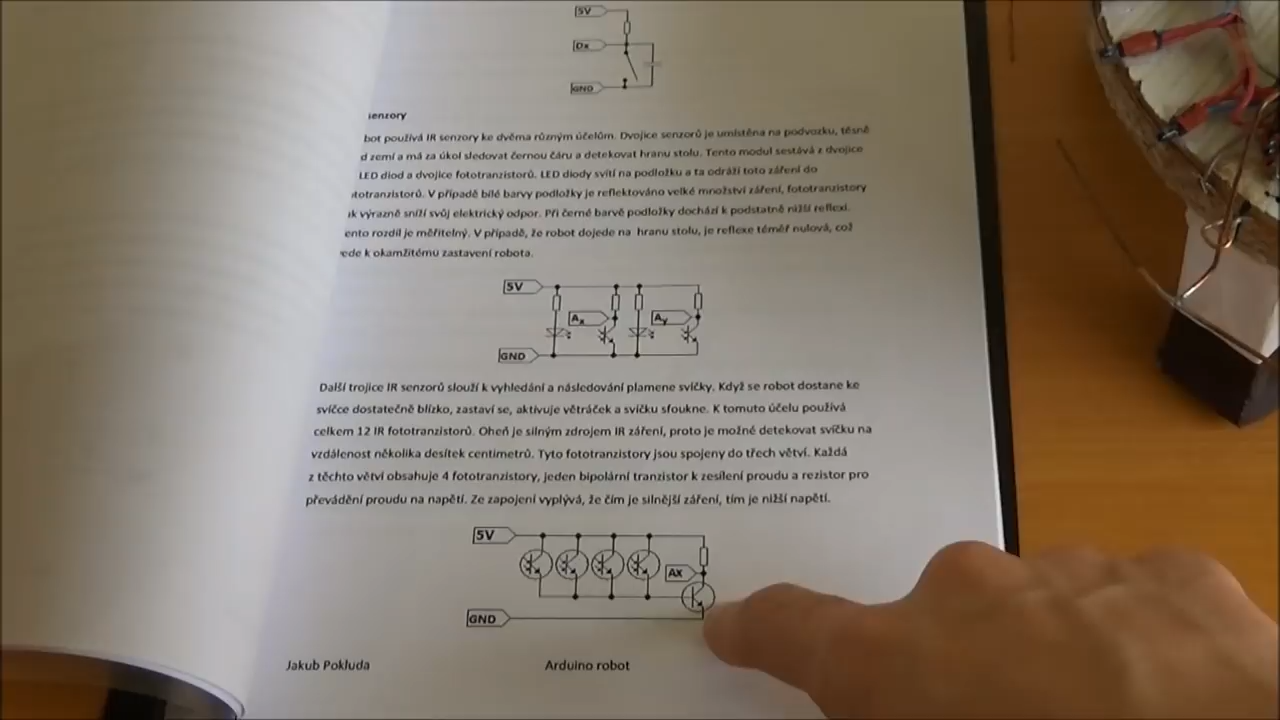 5V
Dx
GND
senzory
bot používá IR senzory ke dvěma různým účelům. Dvojice senzorů je umístěna na podvozku, těsně
d zemí a má za úkol sledovat černou čáru a detekovat hranu stolu. Tento modul sestává z dvojice
LED diod a dvojice fototranzistorů. LED diody svítí na podložku a ta odráží toto záření do
totranzistorů. V případě bílé barvy podložky je reflektováno velké množství záření, fototranzistory
ak výrazně sníží svůj elektrický odpor. Při černé barvě podložky dochází k podstatně nižší reflexi.
ento rozdíl je měřitelný. V případě, že robot dojede na hranu stolu, je reflexe téměř nulová, což
vede k okamžitému zastavení robota.
5V
Ax
Ay
GND
Další trojice IR senzorů slouží k vyhledání a následování plamene svíčky. Když se robot dostane ke
svíčce dostatečně blízko, zastaví se, aktivuje větráček a svíčku sfoukne. K tomuto účelu používá
celkem 12 IR fototranzistorů. Oheň je silným zdrojem IR záření, proto je možné detekovat svíčku na
vzdálenost několika desítek centimetrů. Tyto fototranzistory jsou spojeny do třech větví. Každá
z těchto větví obsahuje 4 fototranzistory, jeden bipolární tranzistor k zesílení proudu a rezistor pro
převádění proudu na napětí. Ze zapojení vyplývá, že čím je silnější záření, tím je nižší napětí.
5V
AX
GND
Jakub Pokluda Arduino robot